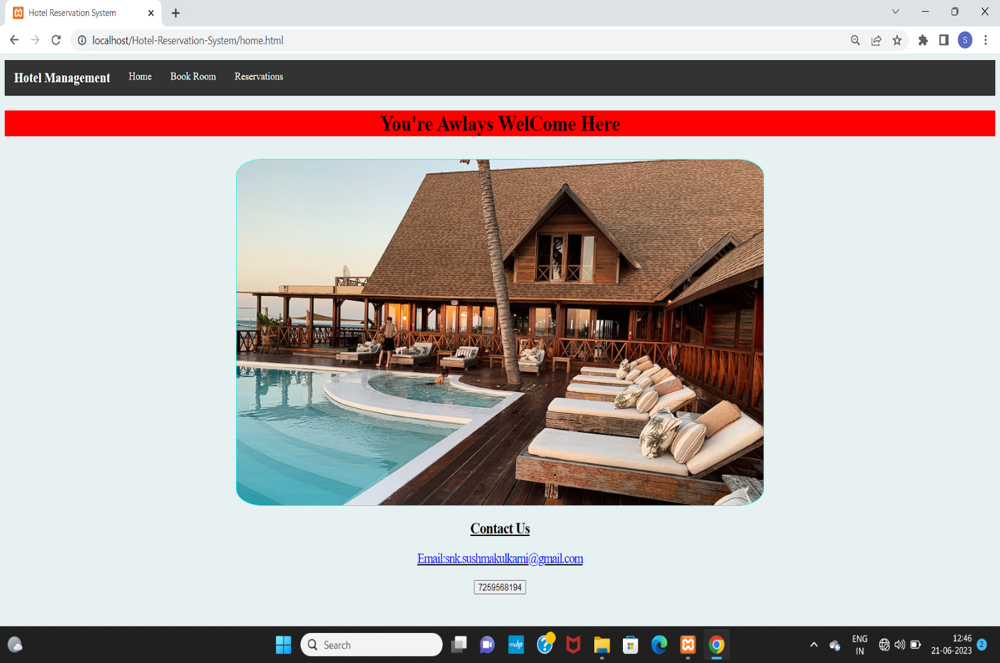 Hotel Reservation System
localhost/Hotel-Reservation-System/home.html
S
Hotel Management Home Book Room Reservations
You're Awlays WelCome Here
Contact Us
Email:snk.sushmakulkarni@gmail.com
7259568194
Search
myhp
?
ENG
IN
12:46
21-06-2023
2